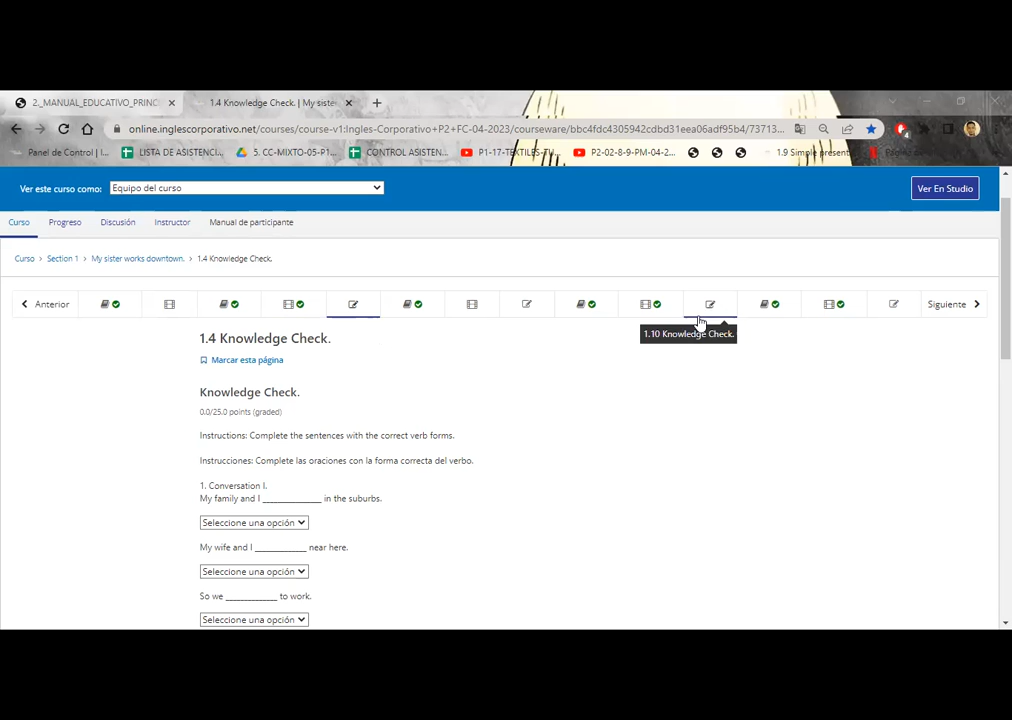 2._MANUAL_EDUCATIVO_PRINC
1.4 Knowledge Check. | My siste
online.inglescorporativo.net/courses/course-v1:Ingles-Corporativo+P2+FC-04-2023/courseware/bbc4fdc4305942cdbd31eea06adf95b4/73713...
Panel de Control | I...
LISTA DE ASISTENCI...
5. CC-MIXTO-05-P1...
CONTROL ASISTEN...
P1-17-TEXTILES-TU...
P2-02-8-9-PM-04-2...
1.9 Simple present...
Ver este curso como:
Equipo del curso
Ver En Studio
Curso
Progreso
Discusión
Instructor
Manual de participante
Curso > Section 1 > My sister works downtown. > 1.4 Knowledge Check.
Anterior
Siguiente
1.10 Knowledge Check.
1.4 Knowledge Check.
Marcar esta página
Knowledge Check.
0.0/25.0 points (graded)
Instructions: Complete the sentences with the correct verb forms.
Instrucciones: Complete las oraciones con la forma correcta del verbo.
1. Conversation I.
My family and I ______________ in the suburbs.
Seleccione una opción
My wife and I ____________ near here.
Seleccione una opción
So we ____________ to work.
Seleccione una opción